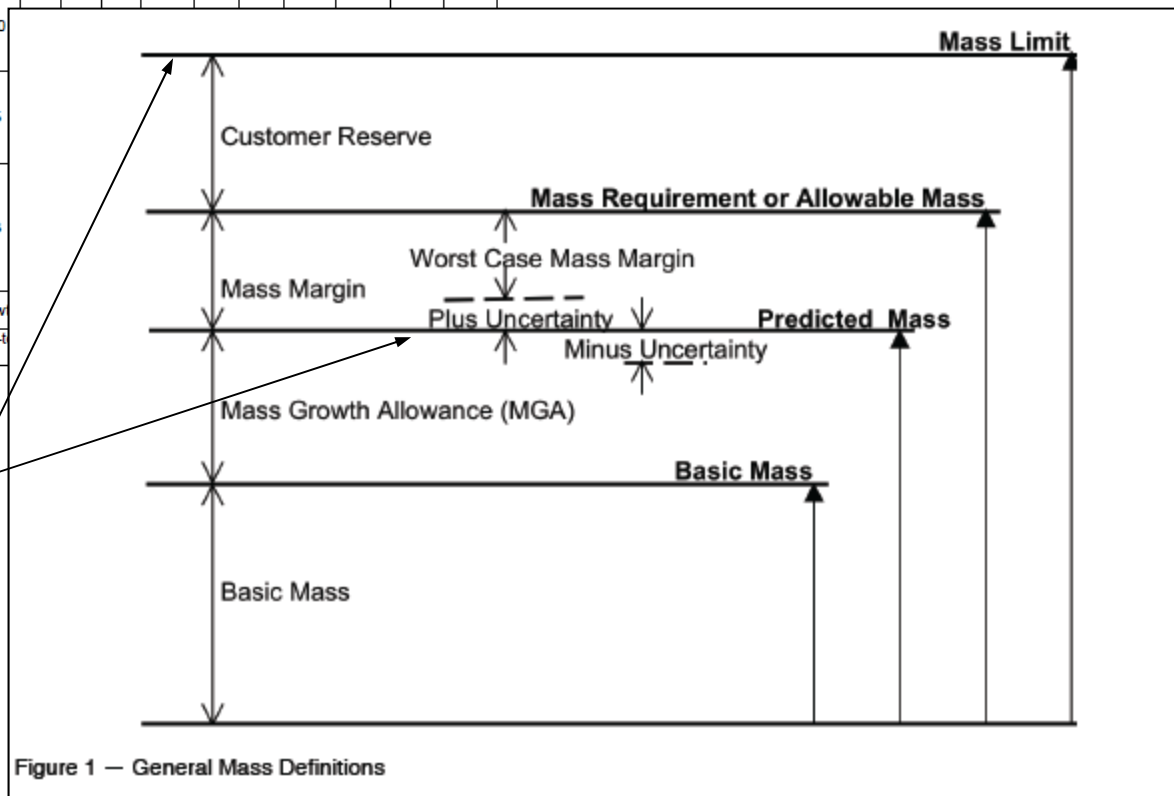 Mass Limit
Customer Reserve
Mass Requirement or Allowable Mass
Worst Case Mass Margin
Mass Margin
Plus Uncertainty
Predicted Mass
Minus Uncertainty
Mass Growth Allowance (MGA)
Basic Mass
Basic Mass
Figure 1 — General Mass Definitions